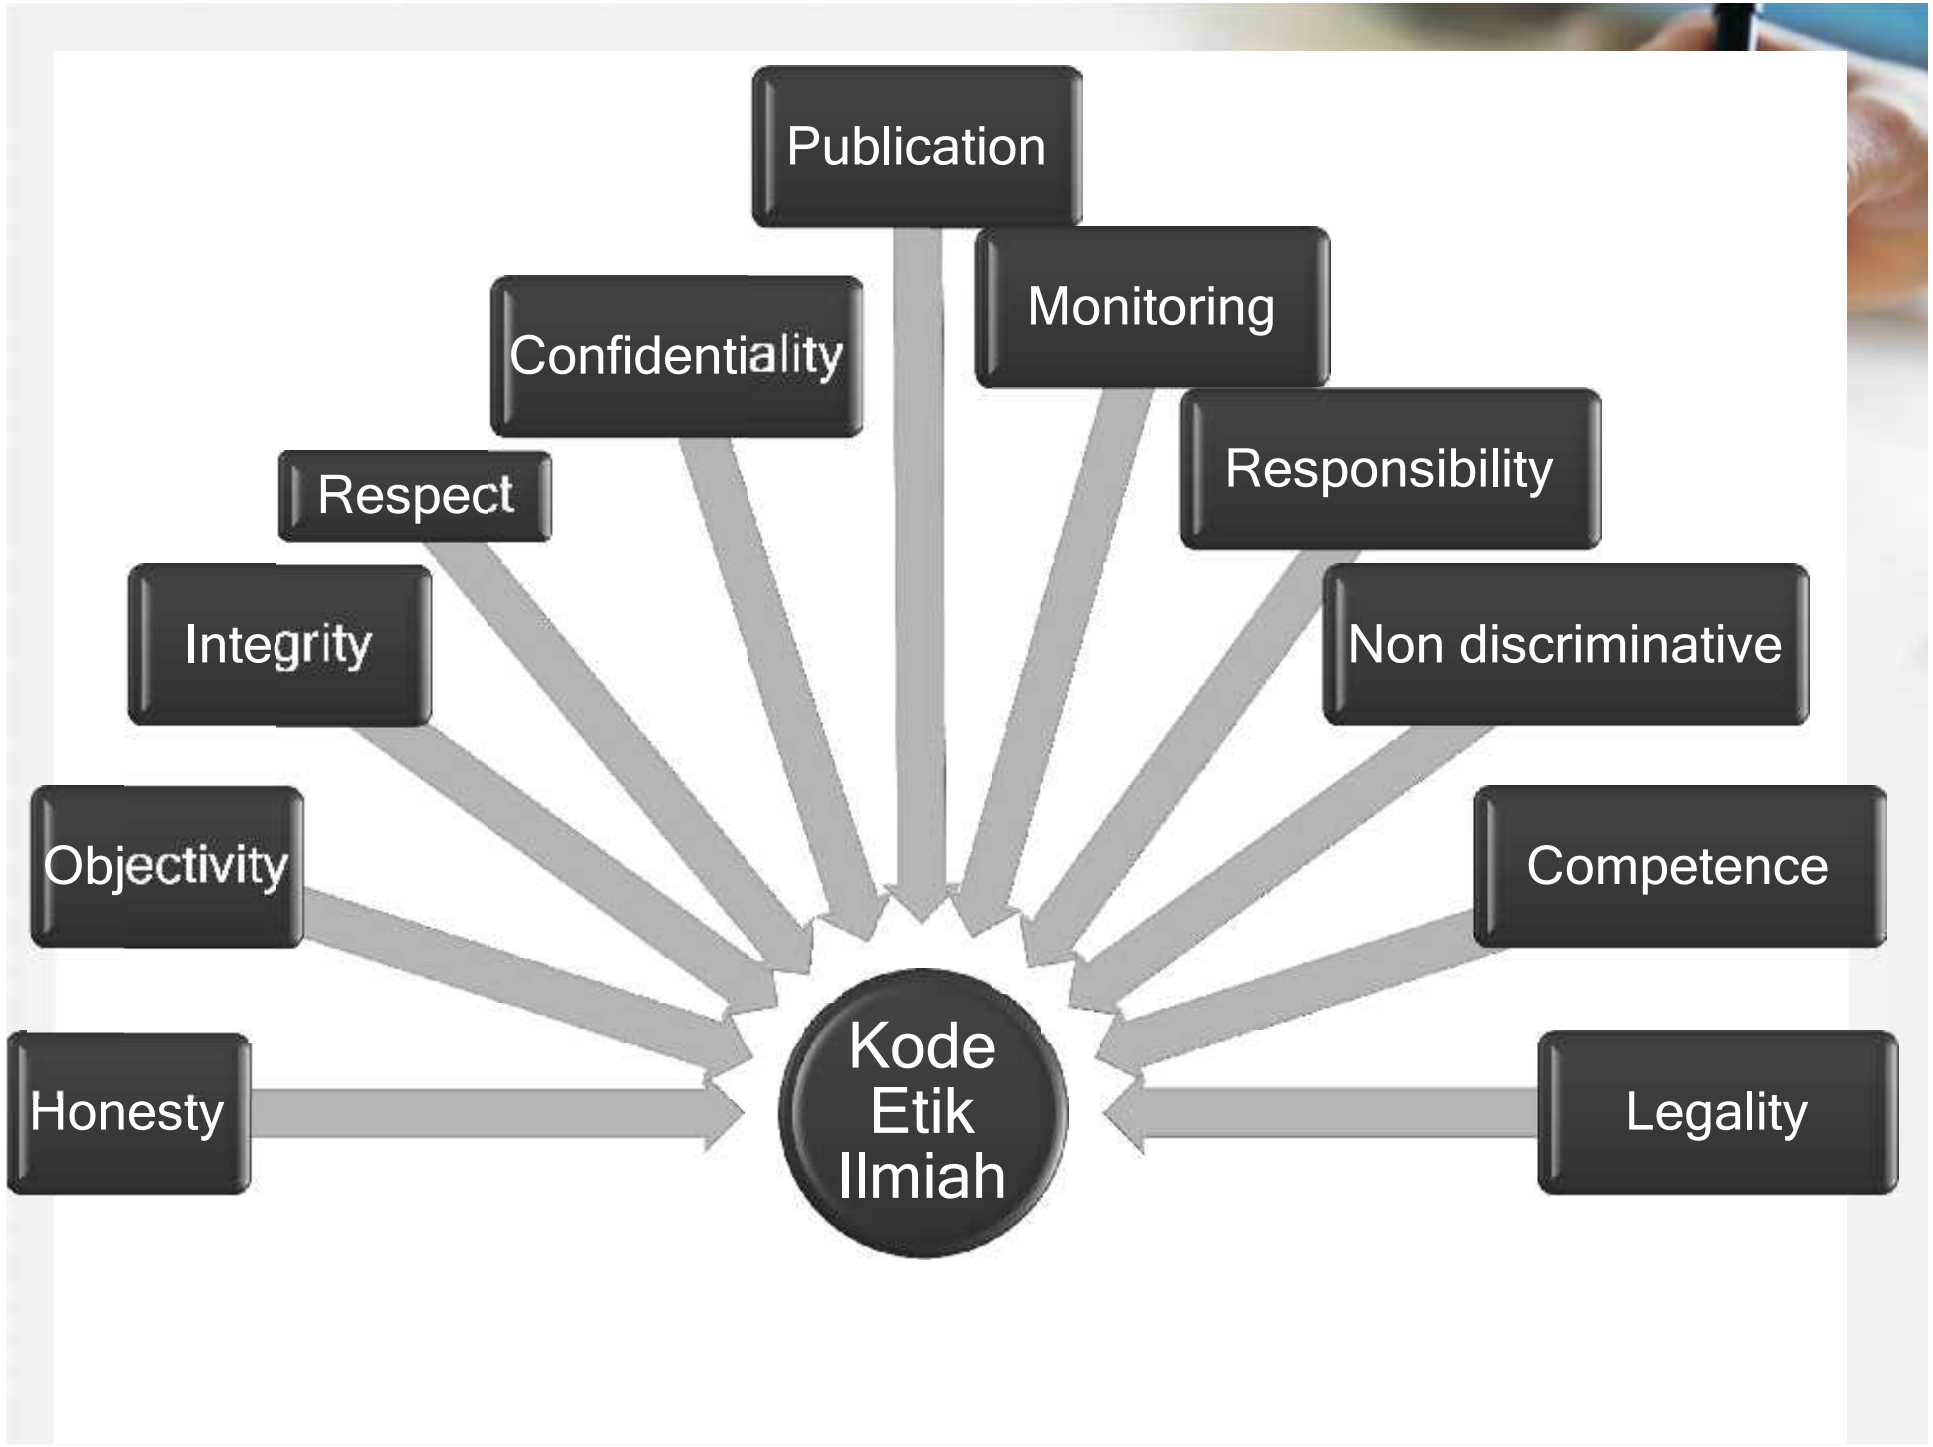 Publication
Monitoring
Confidentiality
Responsibility
Respect
Integrity
Non discriminative
Objectivity
Competence
Honesty
Kode
Etik
Ilmiah
Legality